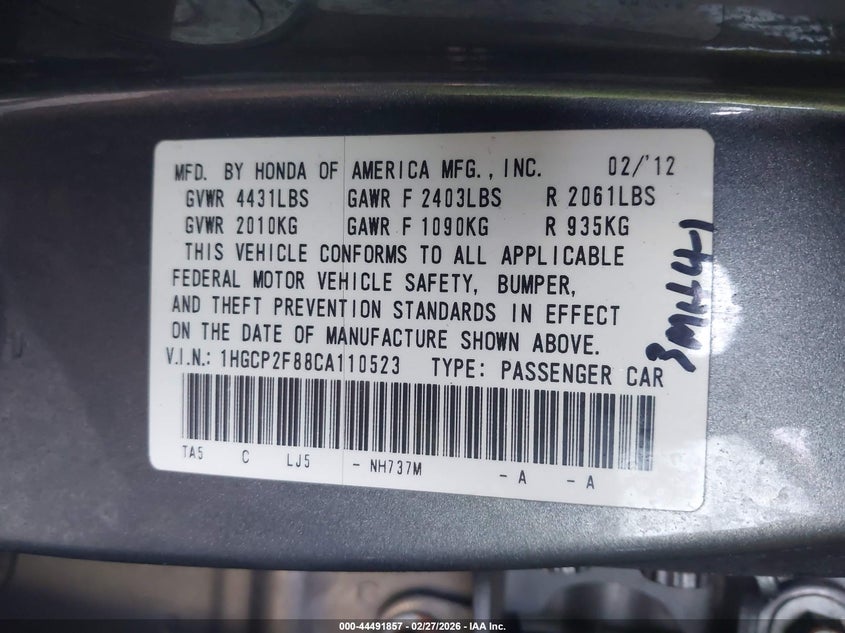 MFD. BY HONDA OF AMERICA MFG., INC. 02/'12
GVWR 4431LBS GAWR F 2403LBS R 2061LBS
GVWR 2010KG GAWR F 1090KG R 935KG
THIS VEHICLE CONFORMS TO ALL APPLICABLE
FEDERAL MOTOR VEHICLE SAFETY, BUMPER,
AND THEFT PREVENTION STANDARDS IN EFFECT
ON THE DATE OF MANUFACTURE SHOWN ABOVE.
V.I.N.: 1HGCP2F88CA110523 TYPE: PASSENGER CAR
TA5 C LJ5 - NH737M - A - A
000-44491857 - 02/27/2026 - IAA Inc.